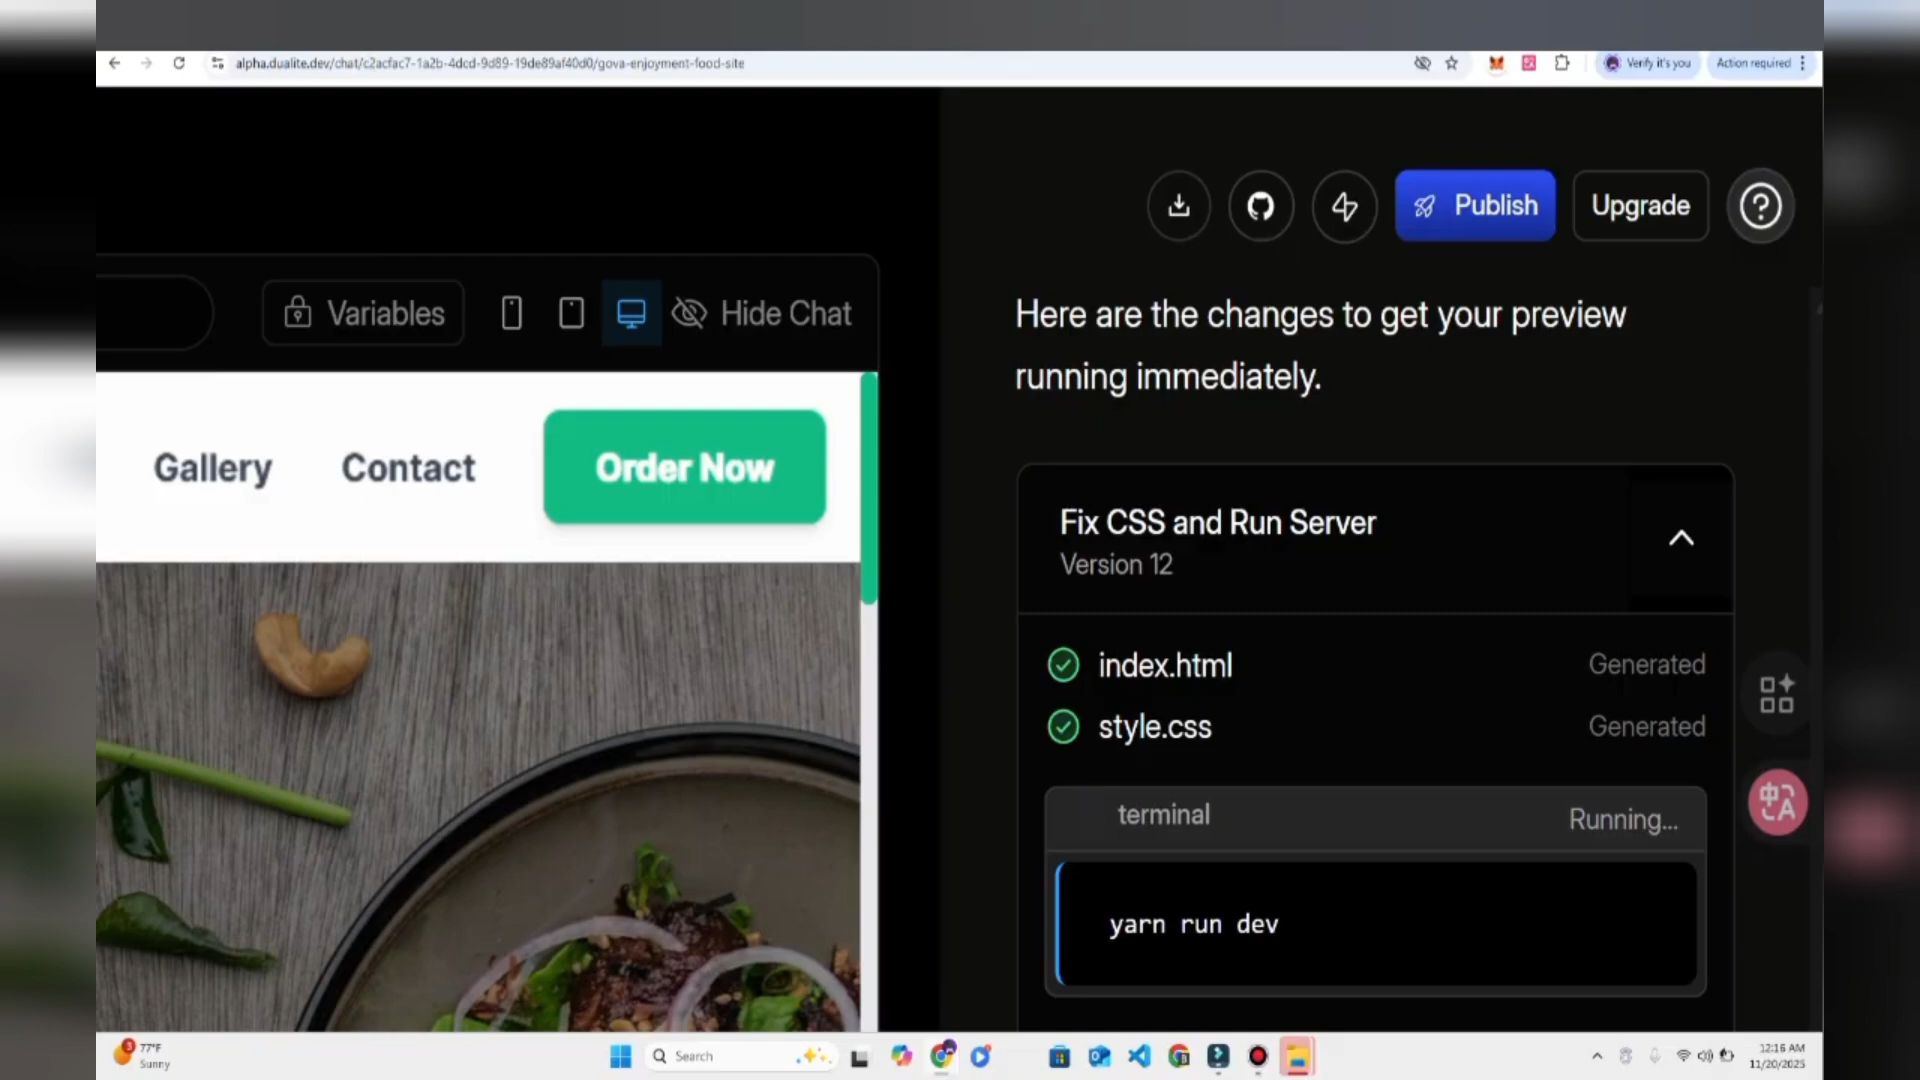 alpha.dualite.dev/chat/c2acfac7-1a2b-4dcd-9d89-19de89af40d0/gova-enjoyment-food-site
Verify it's you
Action required
Publish
Upgrade
Variables
Hide Chat
Here are the changes to get your preview
running immediately.
Gallery
Contact
Order Now
Fix CSS and Run Server
Version 12
index.html
Generated
style.css
Generated
terminal
Running...
yarn run dev
3
77°F
Sunny
Search
12:16 AM
11/20/2025